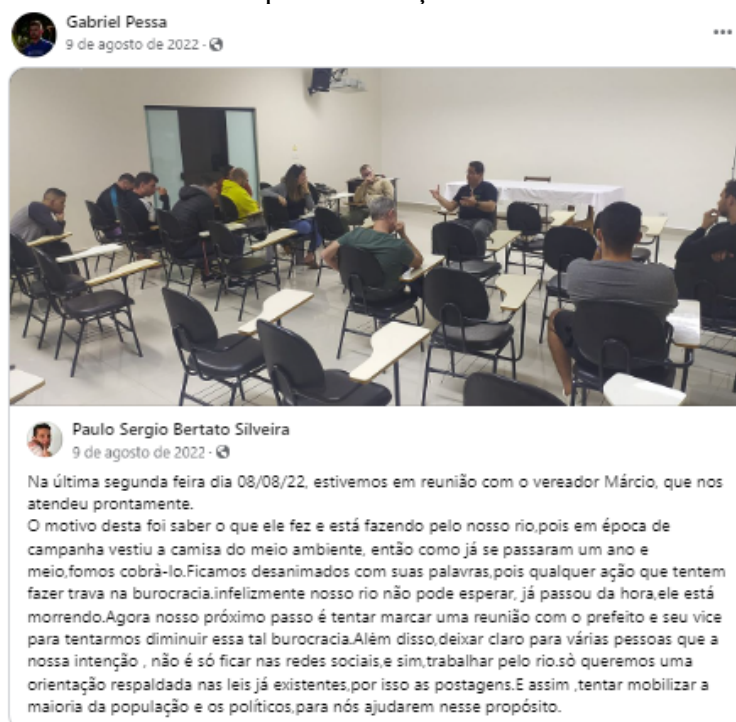 Gabriel Pessa
9 de agosto de 2022 ·
Paulo Sergio Bertato Silveira
9 de agosto de 2022 ·
Na última segunda feira dia 08/08/22, estivemos em reunião com o vereador Márcio, que nos
atendeu prontamente.
O motivo desta foi saber o que ele fez e está fazendo pelo nosso rio,pois em época de
campanha vestiu a camisa do meio ambiente, então como já se passaram um ano e
meio,fomos cobrà-lo.Ficamos desanimados com suas palavras,pois qualquer ação que tentem
fazer trava na burocracia.infelizmente nosso rio não pode esperar, já passou da hora,ele está
morrendo.Agora nosso próximo passo é tentar marcar uma reunião com o prefeito e seu vice
para tentarmos diminuir essa tal burocracia.Além disso,deixar claro para várias pessoas que a
nossa intenção , não é só ficar nas redes sociais,e sim,trabalhar pelo rio.sò queremos uma
orientação respaldada nas leis já existentes,por isso as postagens.E assim ,tentar mobilizar a
maioria da população e os políticos,para nós ajudarem nesse propósito.